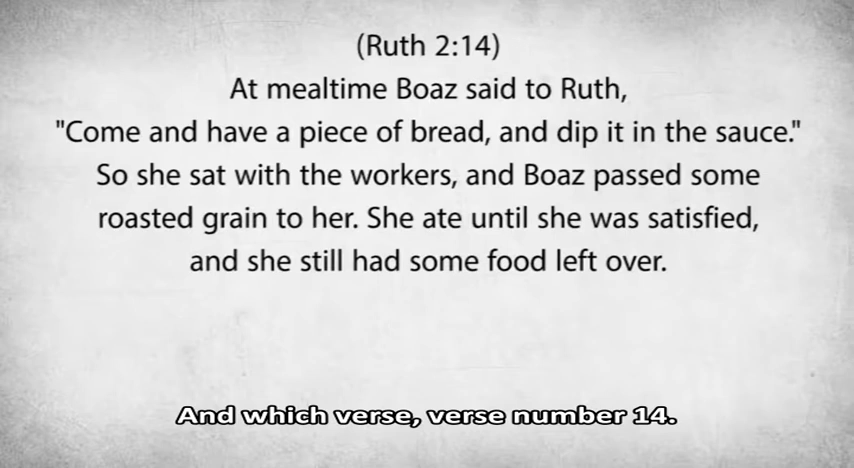 (Ruth 2:14)
At mealtime Boaz said to Ruth,
"Come and have a piece of bread, and dip it in the sauce."
So she sat with the workers, and Boaz passed some
roasted grain to her. She ate until she was satisfied,
and she still had some food left over.
And which verse, verse number 14.